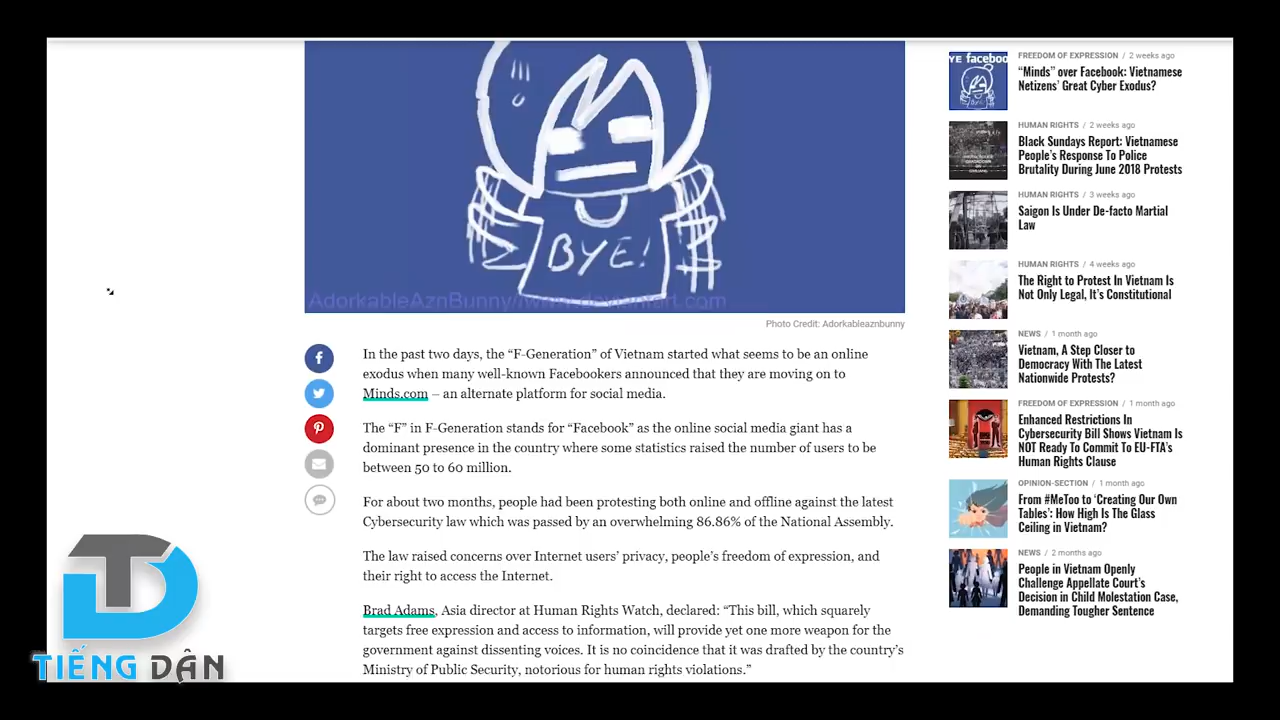 BYE!
AdorkableAznBunny/www.deviantart.com
Photo Credit: Adorkableaznbunny
In the past two days, the “F-Generation” of Vietnam started what seems to be an online
exodus when many well-known Facebookers announced that they are moving on to
Minds.com – an alternate platform for social media.
The “F” in F-Generation stands for “Facebook” as the online social media giant has a
dominant presence in the country where some statistics raised the number of users to be
between 50 to 60 million.
For about two months, people had been protesting both online and offline against the latest
Cybersecurity law which was passed by an overwhelming 86.86% of the National Assembly.
The law raised concerns over Internet users’ privacy, people’s freedom of expression, and
their right to access the Internet.
Brad Adams, Asia director at Human Rights Watch, declared: “This bill, which squarely
targets free expression and access to information, will provide yet one more weapon for the
government against dissenting voices. It is no coincidence that it was drafted by the country’s
Ministry of Public Security, notorious for human rights violations.”
YE facebook
FREEDOM OF EXPRESSION / 2 weeks ago
“Minds” over Facebook: Vietnamese
Netizens’ Great Cyber Exodus?
HUMAN RIGHTS / 2 weeks ago
Black Sundays Report: Vietnamese
People’s Response To Police
Brutality During June 2018 Protests
HUMAN RIGHTS / 3 weeks ago
Saigon Is Under De-facto Martial
Law
HUMAN RIGHTS / 4 weeks ago
The Right to Protest In Vietnam Is
Not Only Legal, It’s Constitutional
NEWS / 1 month ago
Vietnam, A Step Closer to
Democracy With The Latest
Nationwide Protests?
FREEDOM OF EXPRESSION / 1 month ago
Enhanced Restrictions In
Cybersecurity Bill Shows Vietnam Is
NOT Ready To Commit To EU-FTA’s
Human Rights Clause
OPINION-SECTION / 1 month ago
From #MeToo to ‘Creating Our Own
Tables’: How High Is The Glass
Ceiling in Vietnam?
NEWS / 2 months ago
People in Vietnam Openly
Challenge Appellate Court’s
Decision in Child Molestation Case,
Demanding Tougher Sentence
TD
TIẾNG DÂN